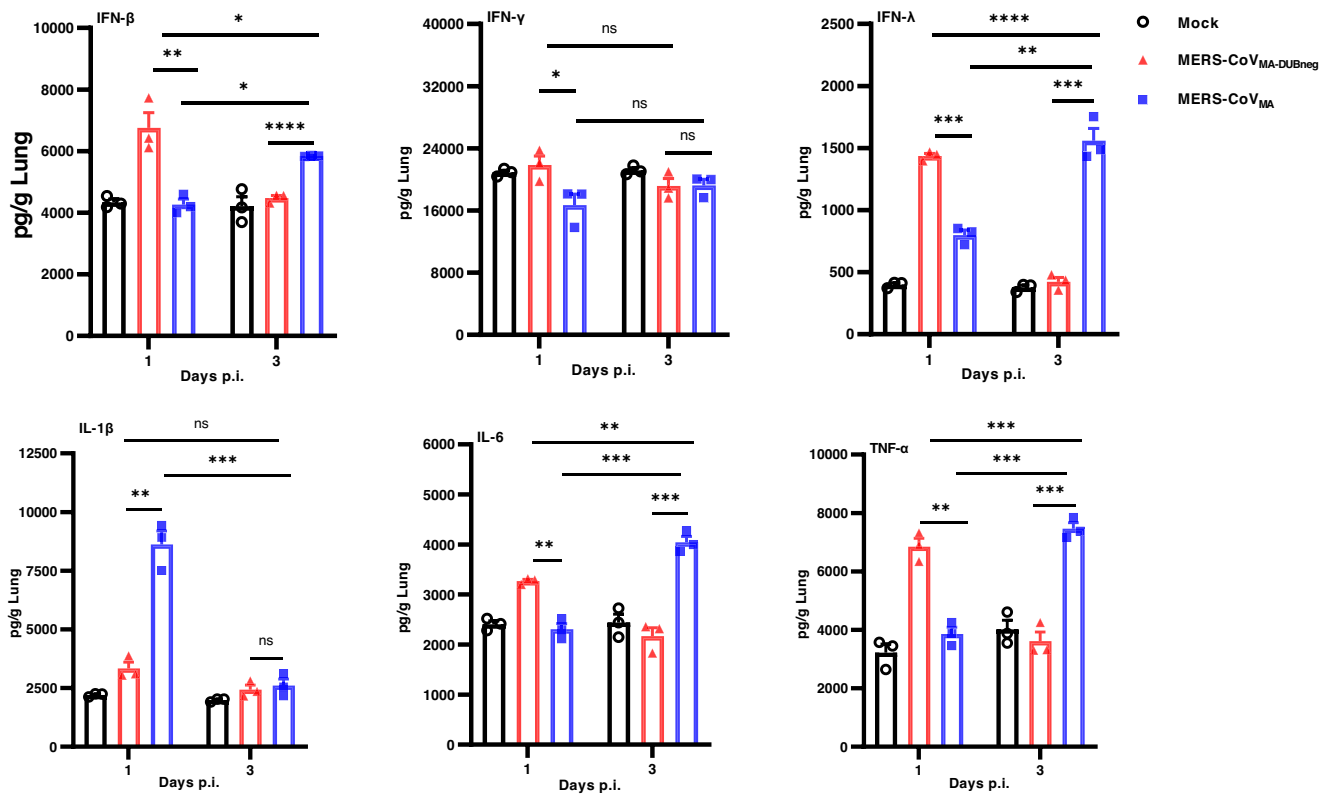 IFN-β
pg/g Lung
10000
8000
6000
4000
2000
0
*
**
*
****
1
3
Days p.i.
IFN-γ
pg/g Lung
40000
32000
24000
16000
8000
0
ns
*
ns
ns
1
3
Days p.i.
IFN-λ
pg/g Lung
2500
2000
1500
1000
500
0
****
**
***
***
1
3
Days p.i.
Mock
MERS-CoVMA-DUBneg
MERS-CoVMA
IL-1β
pg/g Lung
12500
10000
7500
5000
2500
0
ns
***
**
ns
1
3
Days p.i.
IL-6
pg/g Lung
6000
5000
4000
3000
2000
1000
0
**
***
***
**
1
3
Days p.i.
TNF-α
pg/g Lung
10000
8000
6000
4000
2000
0
***
***
***
**
1
3
Days p.i.